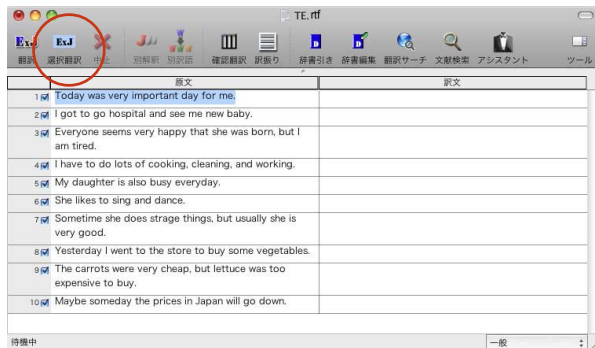 TE.rtf
ExJ ExJ
翻訳 選択翻訳 中止 別解釈 別訳語 確認翻訳 訳振り 辞書引き 辞書編集 翻訳サーチ 文献検索 アシスタント ツール
原文 訳文
1 Today was very important day for me.
2 I got to go hospital and see me new baby.
3 Everyone seems very happy that she was born, but I
am tired.
4 I have to do lots of cooking, cleaning, and working.
5 My daughter is also busy everyday.
6 She likes to sing and dance.
7 Sometime she does strage things, but usually she is
very good.
8 Yesterday I went to the store to buy some vegetables.
9 The carrots were very cheap, but lettuce was too
expensive to buy.
10 Maybe someday the prices in Japan will go down.
待機中 一般